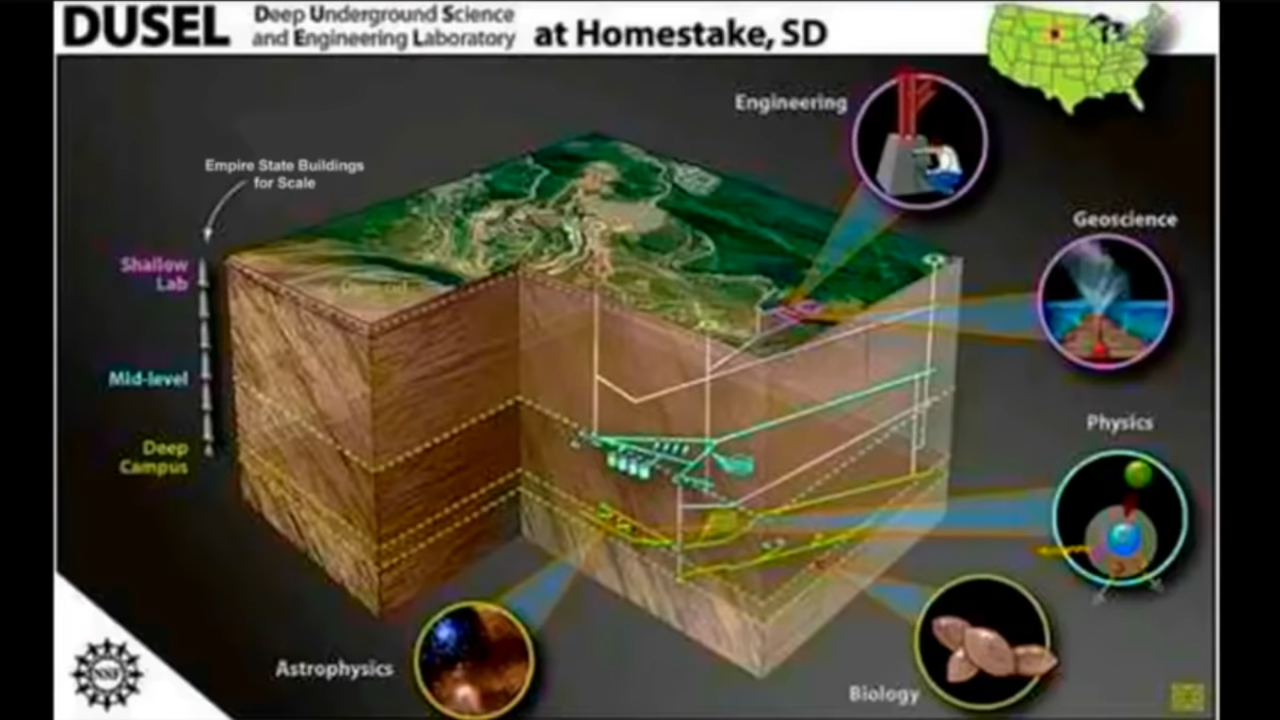 DUSEL
Deep Underground Science
and Engineering Laboratory
at Homestake, SD
Engineering
Empire State Buildings
for Scale
Geoscience
Shallow
Lab
Mid-level
Physics
Deep
Campus
Astrophysics
Biology
NSF